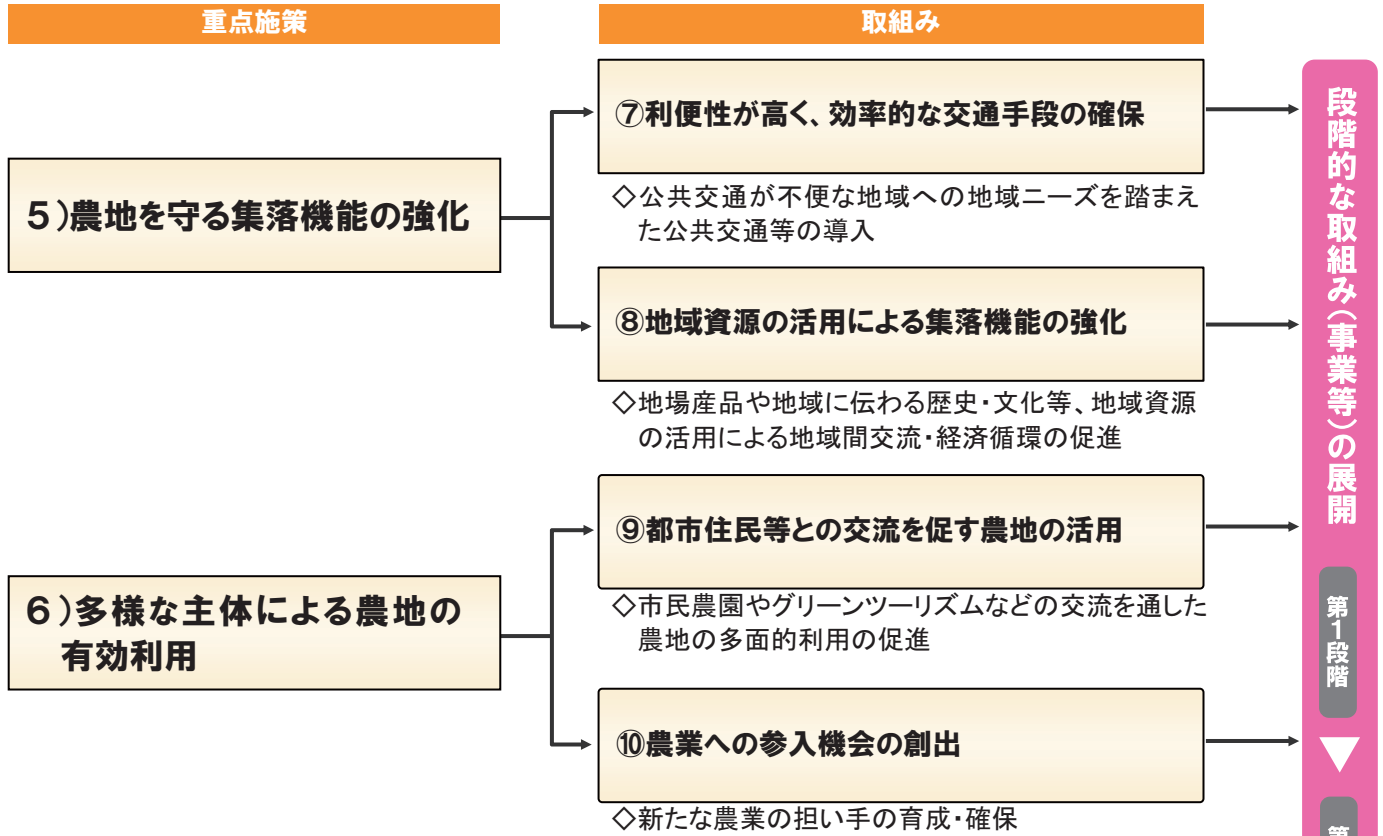 重点施策
取組み
5)農地を守る集落機能の強化
⑦利便性が高く、効率的な交通手段の確保
◇公共交通が不便な地域への地域ニーズを踏まえ
た公共交通等の導入
⑧地域資源の活用による集落機能の強化
◇地場産品や地域に伝わる歴史・文化等、地域資源
の活用による地域間交流・経済循環の促進
6)多様な主体による農地の
有効利用
⑨都市住民等との交流を促す農地の活用
◇市民農園やグリーンツーリズムなどの交流を通した
農地の多面的利用の促進
⑩農業への参入機会の創出
◇新たな農業の担い手の育成・確保
段階的な取組み(事業等)の展開
第1段階
第